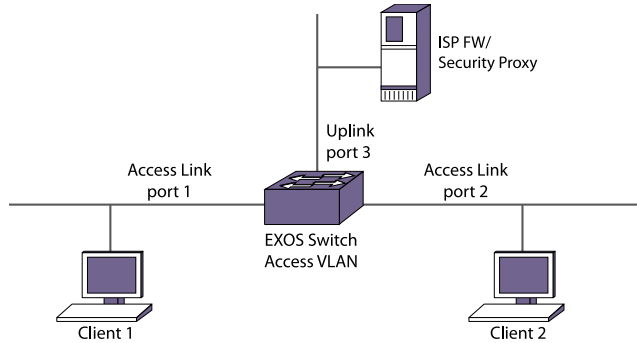 ISP FW/
Security Proxy
Uplink
port 3
Access Link
port 1
Access Link
port 2
EXOS Switch
Access VLAN
Client 1
Client 2